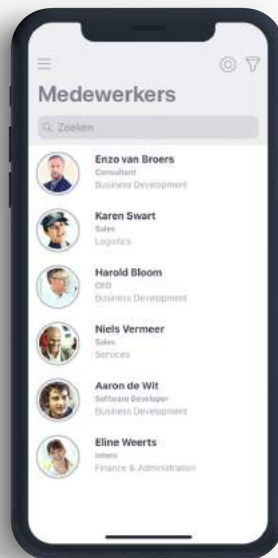 Medewerkers
Zoeken
Enzo van Broers
Consultant
Business Development
Karen Swart
Sales
Logistics
Harold Bloom
CEO
Business Development
Niels Vermeer
Sales
Services
Aaron de Wit
Software Developer
Business Development
Eline Weerts
Intern
Finance & Administration